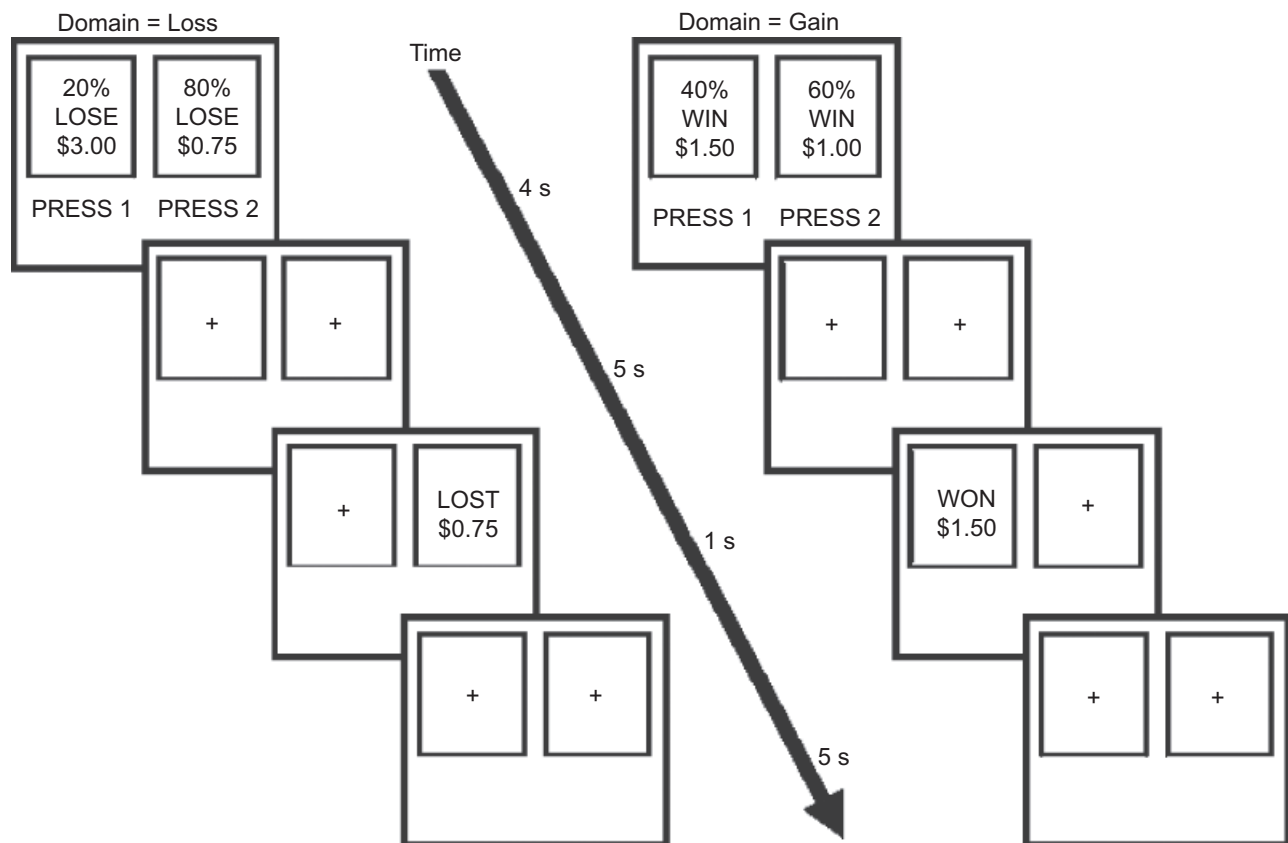 Domain = Loss
20%
LOSE
$3.00
80%
LOSE
$0.75
PRESS 1
PRESS 2
+
+
+
LOST
$0.75
+
+
Time
4 s
5 s
1 s
5 s
Domain = Gain
40%
WIN
$1.50
60%
WIN
$1.00
PRESS 1
PRESS 2
+
+
WON
$1.50
+
+
+